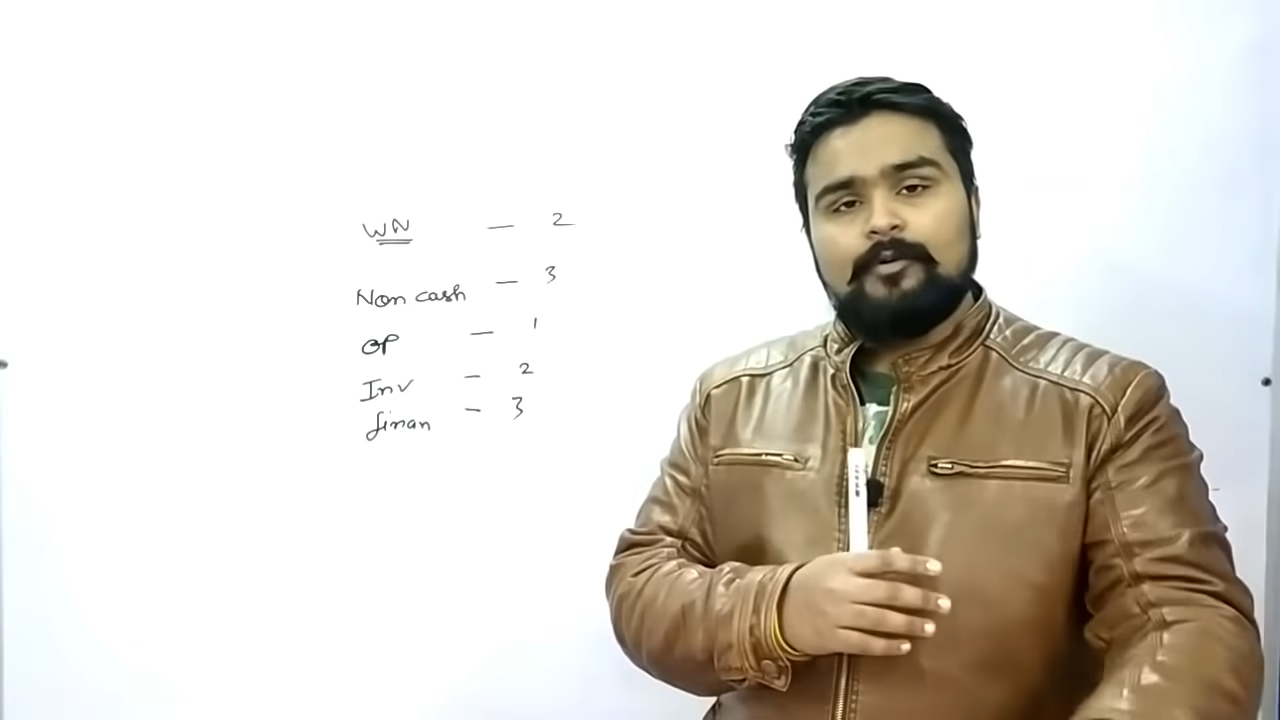 WN — 2
Non cash — 3
OP — 1
Inv — 2
finan — 3